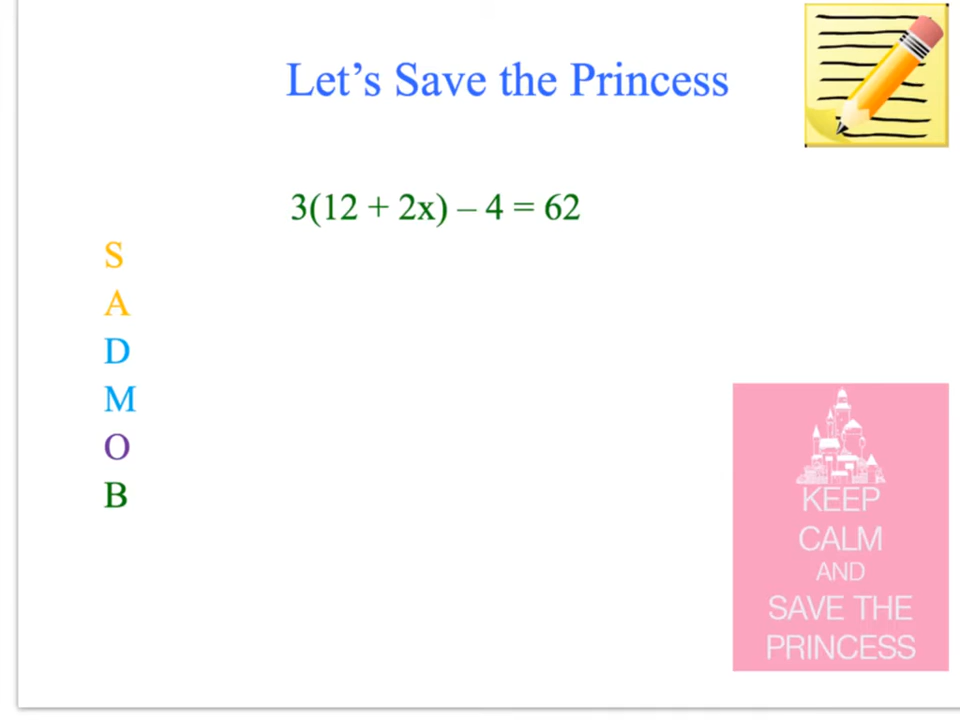 Let's Save the Princess
3(12 + 2x) – 4 = 62
S
A
D
M
O
B
KEEP
CALM
AND
SAVE THE
PRINCESS